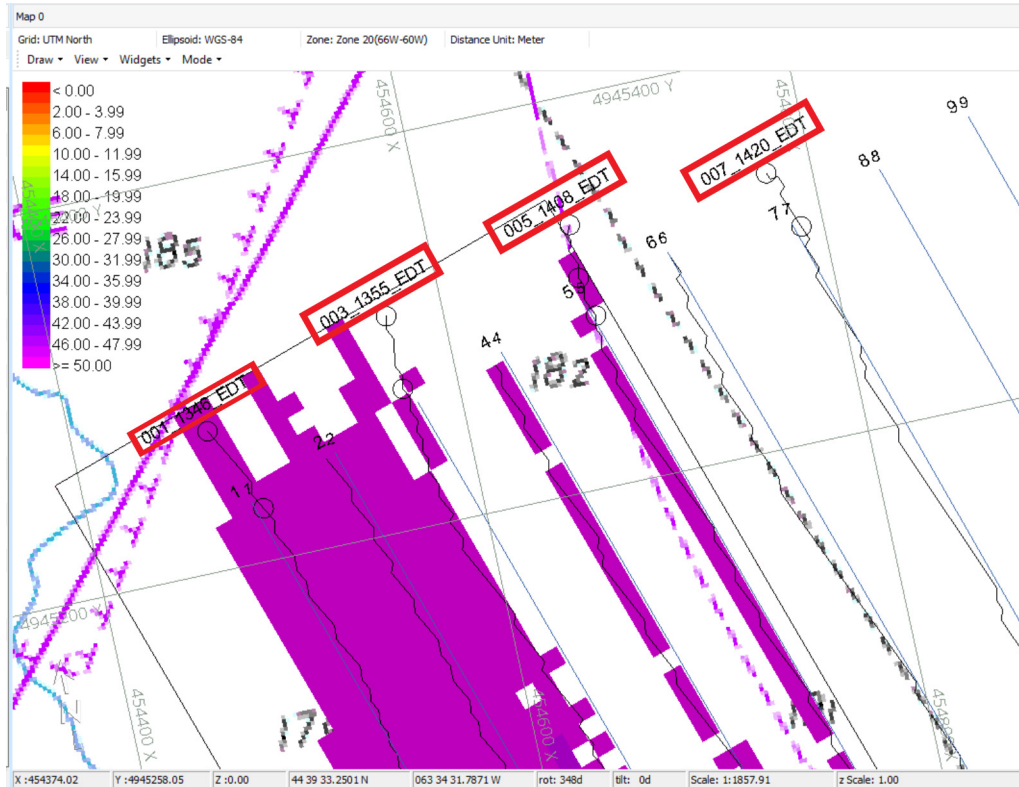 Map 0
Grid: UTM North Ellipsoid: WGS-84 Zone: Zone 20(66W-60W) Distance Unit: Meter
Draw View Widgets Mode
< 0.00
2.00 - 3.99
6.00 - 7.99
10.00 - 11.99
14.00 - 15.99
18.00 - 19.99
22.00 - 23.99
26.00 - 27.99
30.00 - 31.99
34.00 - 35.99
38.00 - 39.99
42.00 - 43.99
46.00 - 47.99
>= 50.00
454600 X
4945400 Y
99
88
007_1420_EDT
77
005_1408_EDT
66
185
003_1355_EDT
55
44
182
001_1348_EDT
22
11
4945200 Y
454400 X
454600 X
454800 X
X :454374.02 Y :4945258.05 Z :0.00 44 39 33.2501 N 063 34 31.7871 W rot: 348d tilt: 0d Scale: 1:1857.91 z Scale: 1.00